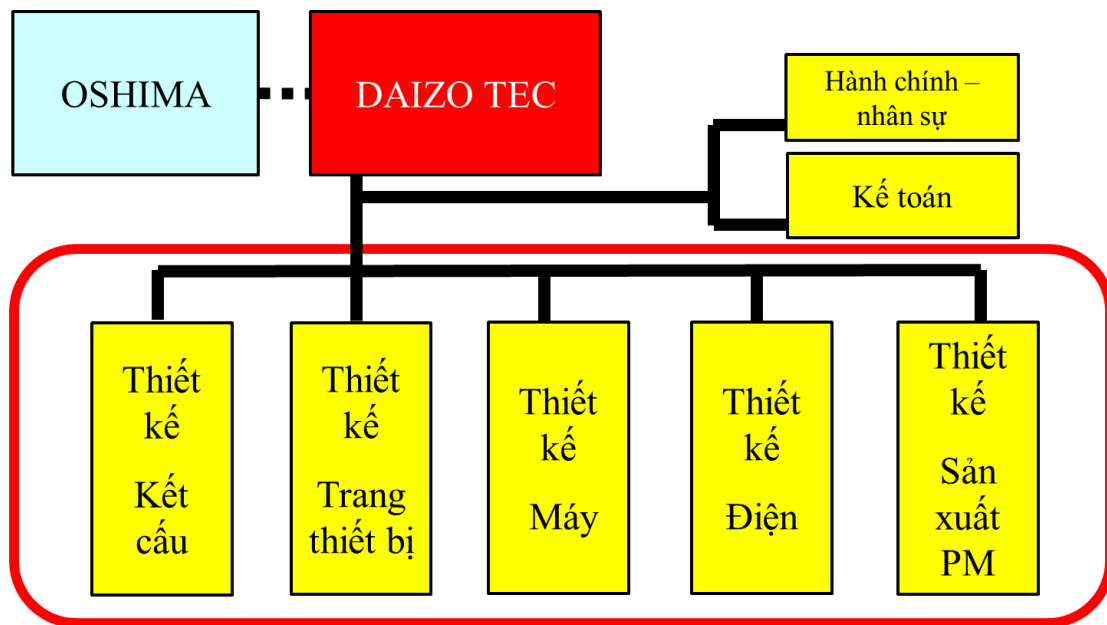 OSHIMA
DAIZO TEC
Hành chính –
nhân sự
Kế toán
Thiết
kế
Kết
cấu
Thiết
kế
Trang
thiết bị
Thiết
kế
Máy
Thiết
kế
Điện
Thiết
kế
Sản
xuất
PM